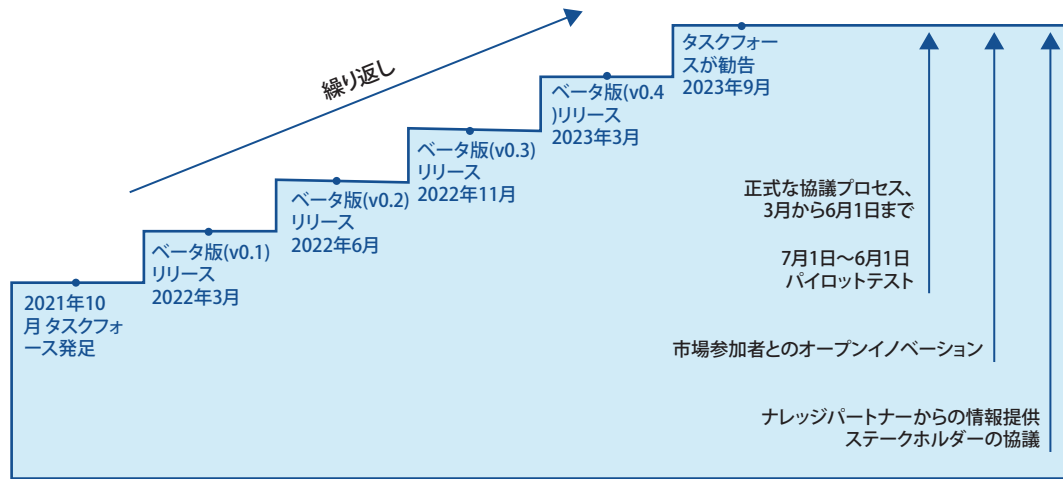 繰り返し
タスクフォー
スが勧告
2023年9月
ベータ版(v0.4
)リリース
2023年3月
ベータ版(v0.3)
リリース
2022年11月
ベータ版(v0.2)
リリース
2022年6月
ベータ版(v0.1)
リリース
2022年3月
2021年10
月 タスクフォ
ース発足
正式な協議プロセス、
3月から6月1日まで
7月1日～6月1日
パイロットテスト
市場参加者とのオープンイノベーション
ナレッジパートナーからの情報提供
ステークホルダーの協議